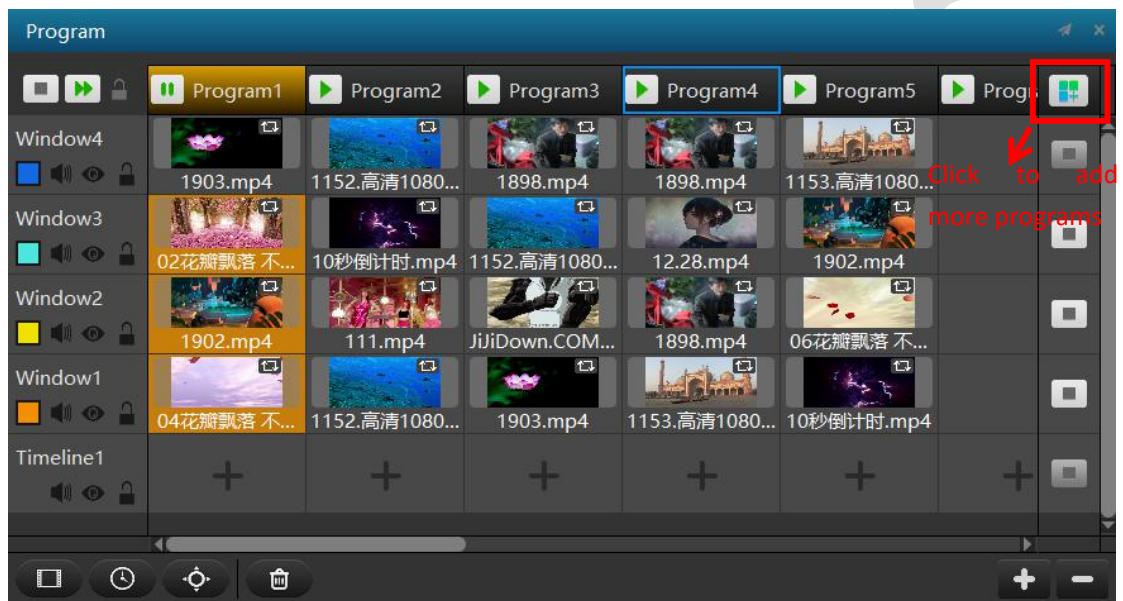 Program
Program1 Program2 Program3 Program4 Program5 Progr
Window4
1903.mp4 1152.高清1080... 1898.mp4 1898.mp4 1153.高清1080...
Click to add
more programs
Window3
02花瓣飘落 不... 10秒倒计时.mp4 1152.高清1080... 12.28.mp4 1902.mp4
Window2
1902.mp4 111.mp4 JiJiDown.COM... 1898.mp4 06花瓣飘落 不...
Window1
04花瓣飘落 不... 1152.高清1080... 1903.mp4 1153.高清1080... 10秒倒计时.mp4
Timeline1